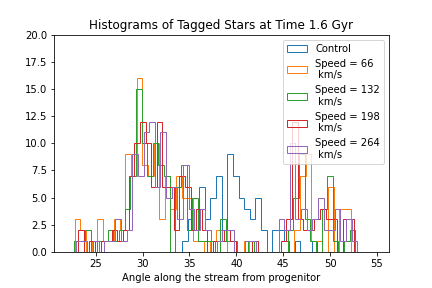 Histograms of Tagged Stars at Time 1.6 Gyr
20.0
17.5
15.0
12.5
10.0
7.5
5.0
2.5
0.0
Control
Speed = 66
km/s
Speed = 132
km/s
Speed = 198
km/s
Speed = 264
km/s
25 30 35 40 45 50 55
Angle along the stream from progenitor